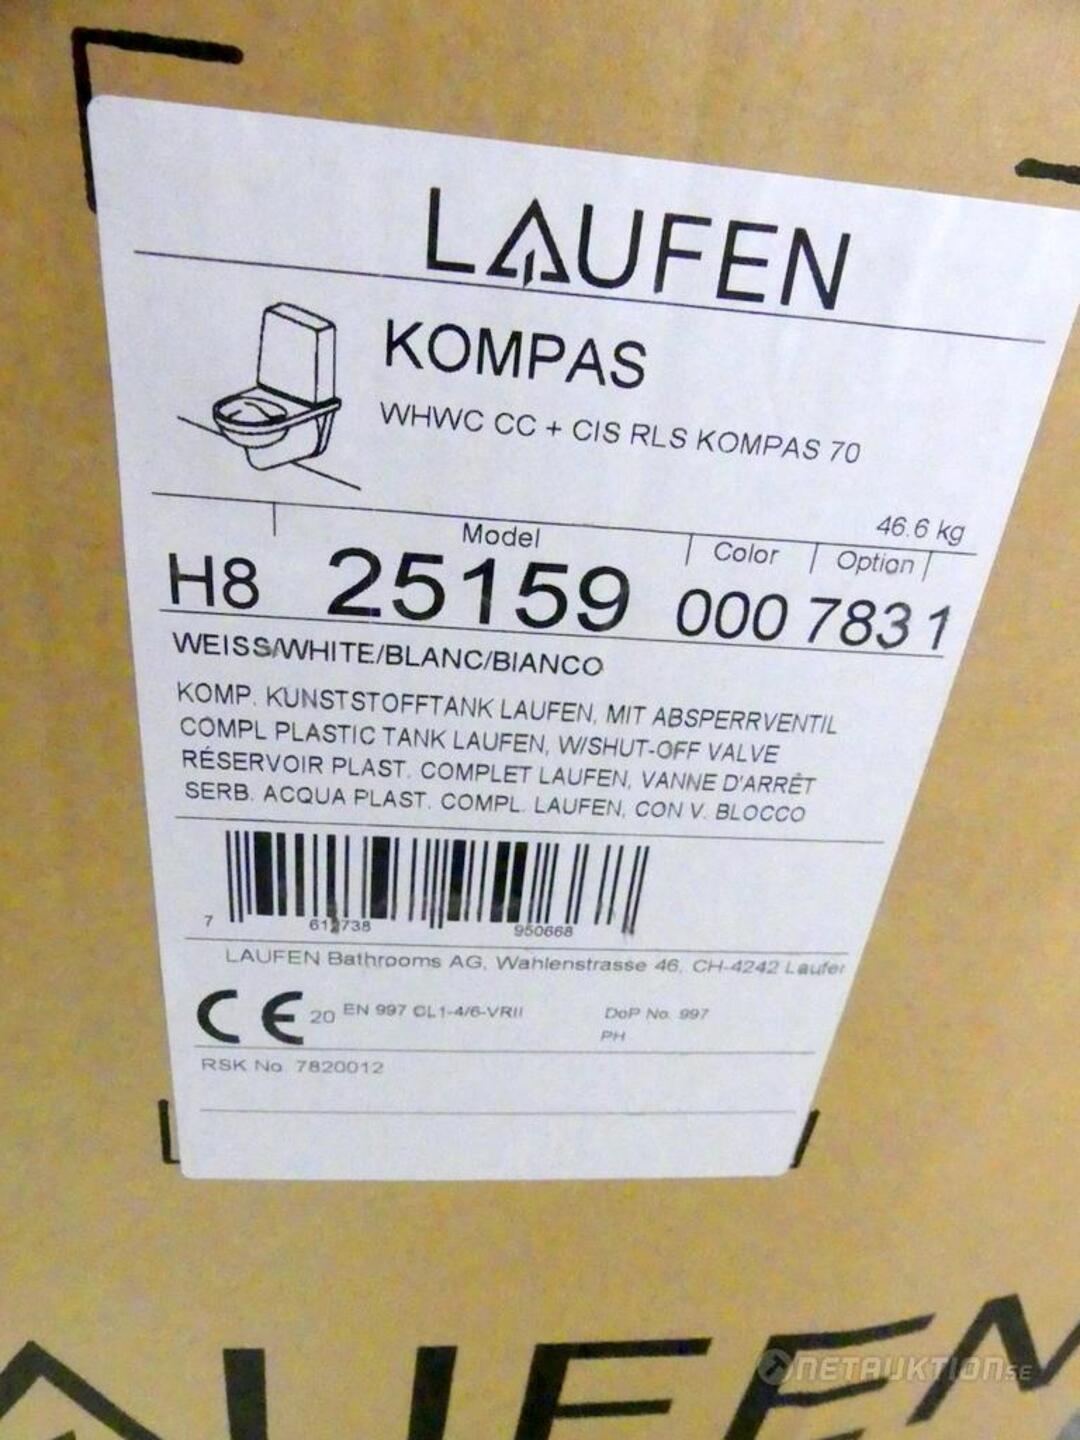 LAUFEN
KOMPAS
WHWC CC + CIS RLS KOMPAS 70
46.6 kg
Model Color Option
H8 25159 000 783 1
WEISS/WHITE/BLANC/BIANCO
KOMP. KUNSTSTOFFTANK LAUFEN, MIT ABSPERRVENTIL
COMPL PLASTIC TANK LAUFEN, W/SHUT-OFF VALVE
RÉSERVOIR PLAST. COMPLET LAUFEN, VANNE D'ARRÊT
SERB. ACQUA PLAST. COMPL. LAUFEN, CON V. BLOCCO
7 612738 950668
LAUFEN Bathrooms AG, Wahlenstrasse 46, CH-4242 Laufen
CE 20 EN 997 CL1-4/6-VRII DoP No. 997
PH
RSK No. 7820012
LAUFEN
NETAUKTION.SE